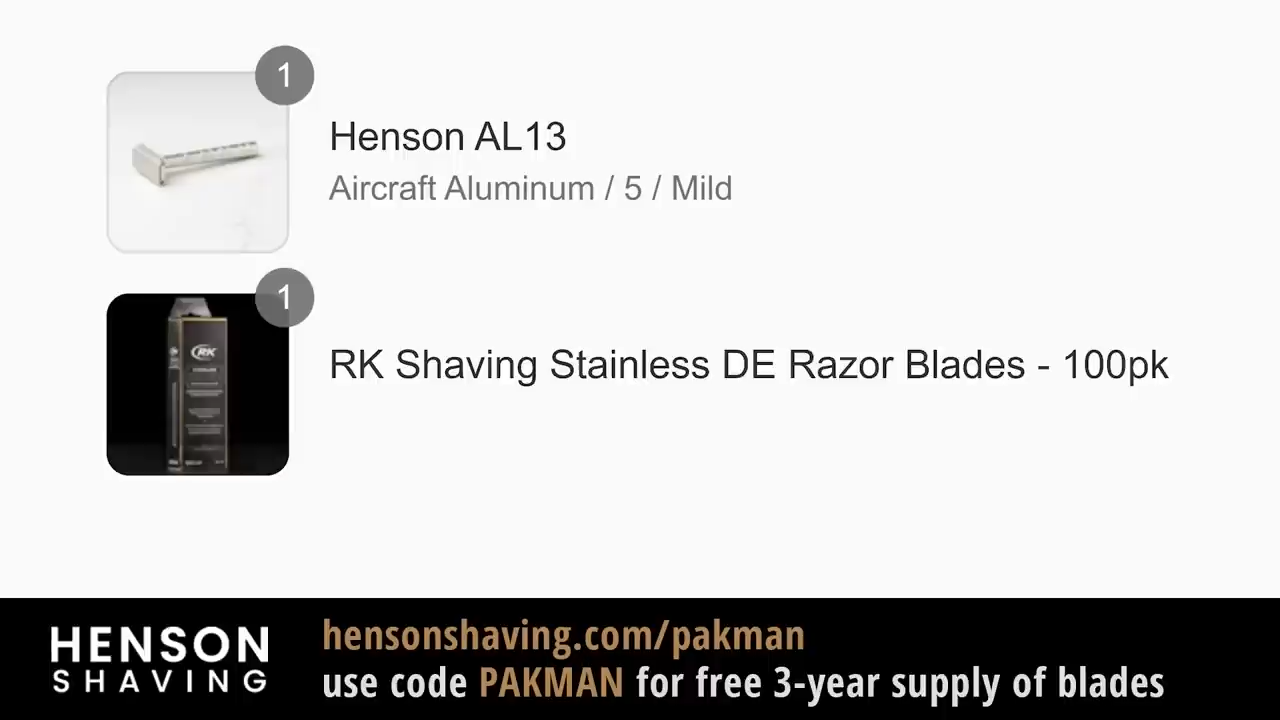 1
Henson AL13
Aircraft Aluminum / 5 / Mild
1
RK
RK Shaving Stainless DE Razor Blades - 100pk
HENSON
SHAVING
hensonshaving.com/pakman
use code PAKMAN for free 3-year supply of blades